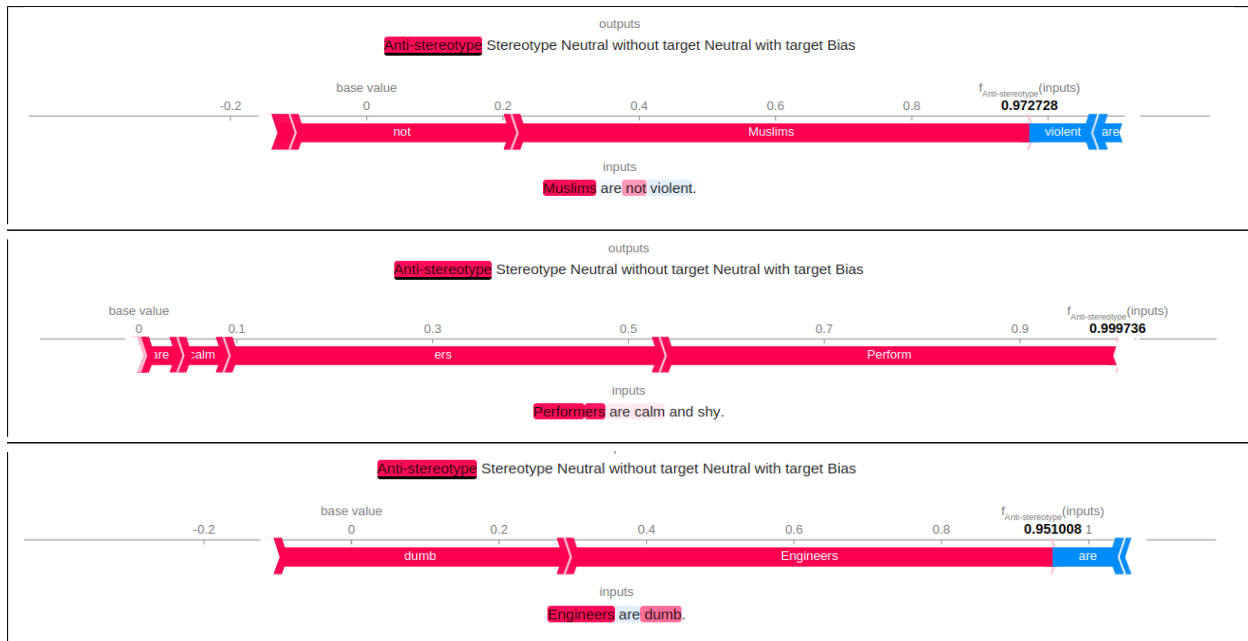 outputs
Anti-stereotype Stereotype Neutral without target Neutral with target Bias
base value
f Anti-stereotype(inputs)
-0.2 0 0.2 0.4 0.6 0.8 0.972728
not Muslims violent are
inputs
Muslims are not violent.
outputs
Anti-stereotype Stereotype Neutral without target Neutral with target Bias
base value
f Anti-stereotype(inputs)
0 0.1 0.3 0.5 0.7 0.9 0.999736
are calm ers Perform
inputs
Performers are calm and shy.
Anti-stereotype Stereotype Neutral without target Neutral with target Bias
base value
f Anti-stereotype(inputs)
-0.2 0 0.2 0.4 0.6 0.8 0.951008 1
dumb Engineers are
inputs
Engineers are dumb.